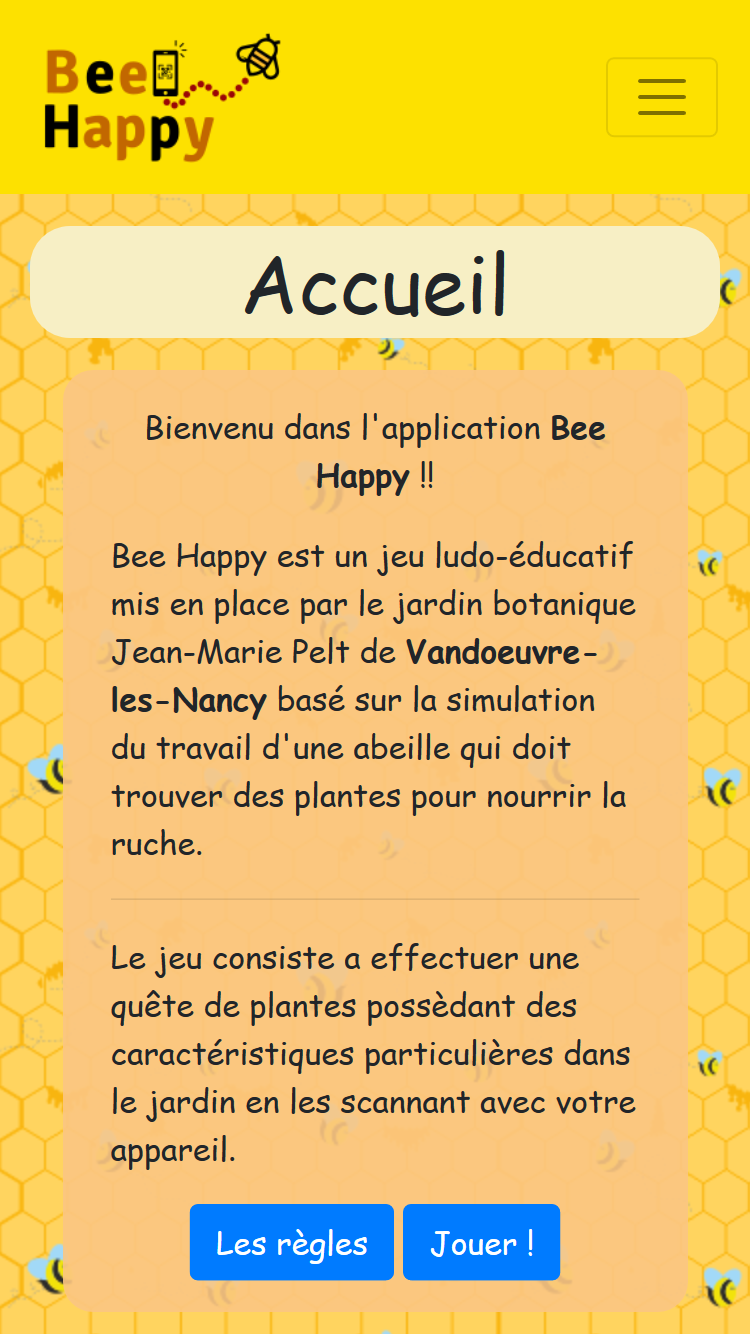 Bee
Happy
Accueil
Bienvenu dans l'application Bee
Happy !!
Bee Happy est un jeu ludo-éducatif
mis en place par le jardin botanique
Jean-Marie Pelt de Vandoeuvre-
les-Nancy basé sur la simulation
du travail d'une abeille qui doit
trouver des plantes pour nourrir la
ruche.
Le jeu consiste a effectuer une
quête de plantes possèdant des
caractéristiques particulières dans
le jardin en les scannant avec votre
appareil.
Les règles
Jouer !